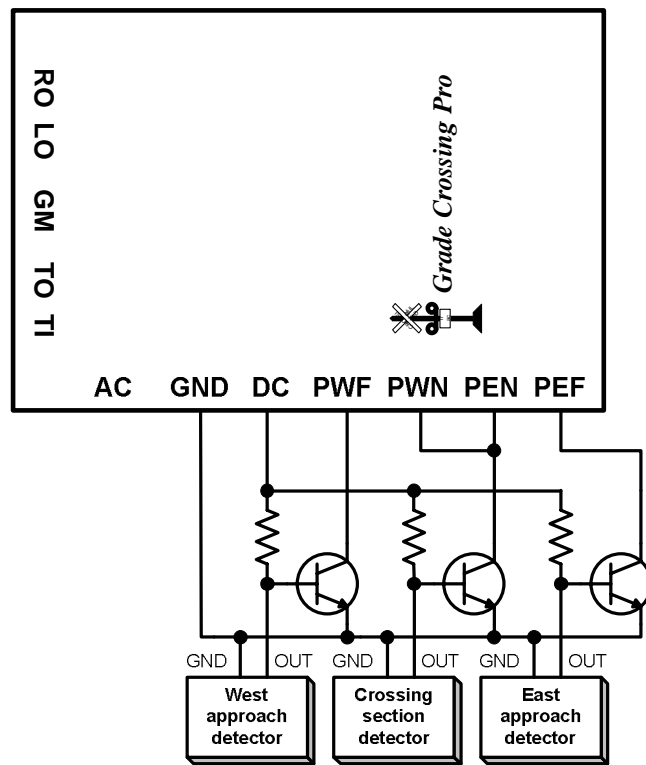 RO LO GM TO TI
Grade Crossing Pro
AC GND DC PWF PWN PEN PEF
GND OUT GND OUT GND OUT
West
approach
detector
Crossing
section
detector
East
approach
detector